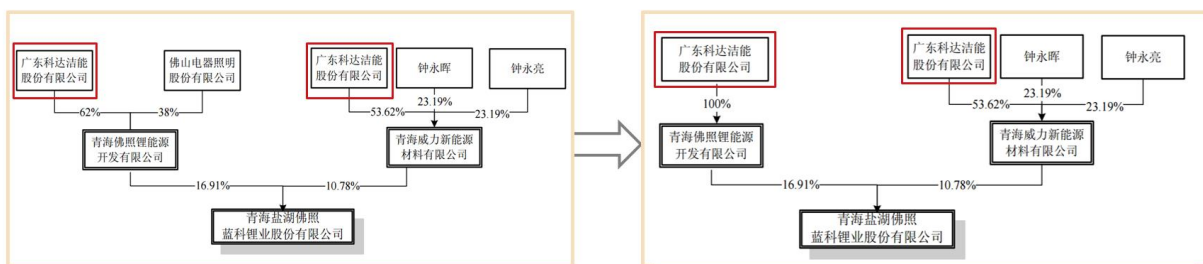 广东科达洁能
股份有限公司
佛山电器照明
股份有限公司
广东科达洁能
股份有限公司
钟永晖
钟永亮
62%
38%
53.62%
23.19%
23.19%
青海佛照锂能源
开发有限公司
青海威力新能源
材料有限公司
16.91%
10.78%
青海盐湖佛照
蓝科锂业股份有限公司
广东科达洁能
股份有限公司
广东科达洁能
股份有限公司
钟永晖
钟永亮
100%
53.62%
23.19%
23.19%
青海佛照锂能源
开发有限公司
青海威力新能源
材料有限公司
16.91%
10.78%
青海盐湖佛照
蓝科锂业股份有限公司